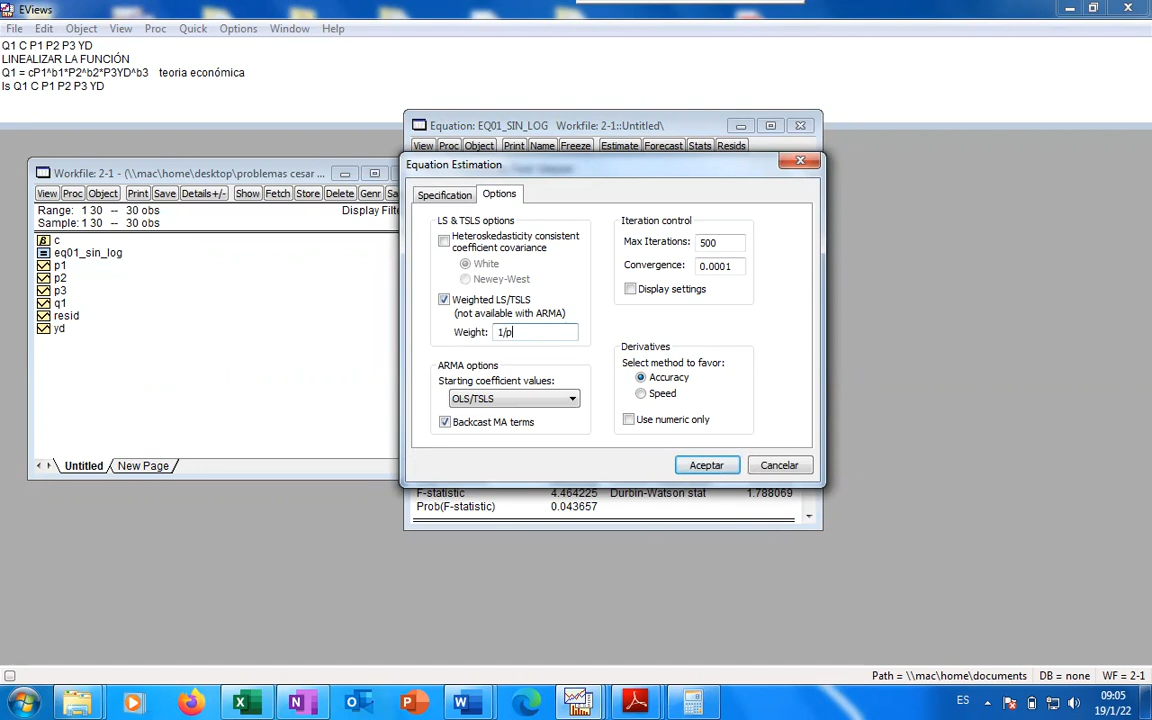 EViews
File Edit Object View Proc Quick Options Window Help
Q1 C P1 P2 P3 YD
LINEALIZAR LA FUNCIÓN
Q1 = cP1^b1*P2^b2*P3YD^b3 teoria económica
ls Q1 C P1 P2 P3 YD
Equation: EQ01_SIN_LOG Workfile: 2-1::Untitled\
View Proc Object Print Name Freeze Estimate Forecast Stats Resids
Workfile: 2-1 - (\\mac\home\desktop\problemas cesar ...
View Proc Object Print Save Details+/- Show Fetch Store Delete Genr Sa
Range: 1 30 -- 30 obs Display Filte
Sample: 1 30 -- 30 obs
c
eq01_sin_log
p1
p2
p3
q1
resid
yd
Untitled New Page
Equation Estimation
Specification Options
LS & TSLS options
Heteroskedasticity consistent
coefficient covariance
White
Newey-West
Weighted LS/TSLS
(not available with ARMA)
Weight: 1/p
ARMA options
Starting coefficient values:
OLS/TSLS
Backcast MA terms
Iteration control
Max Iterations: 500
Convergence: 0.0001
Display settings
Derivatives
Select method to favor:
Accuracy
Speed
Use numeric only
Aceptar Cancelar
F-statistic 4.464225 Durbin-Watson stat 1.788069
Prob(F-statistic) 0.043657
Path = \\mac\home\documents DB = none WF = 2-1
ES 09:05
19/1/22